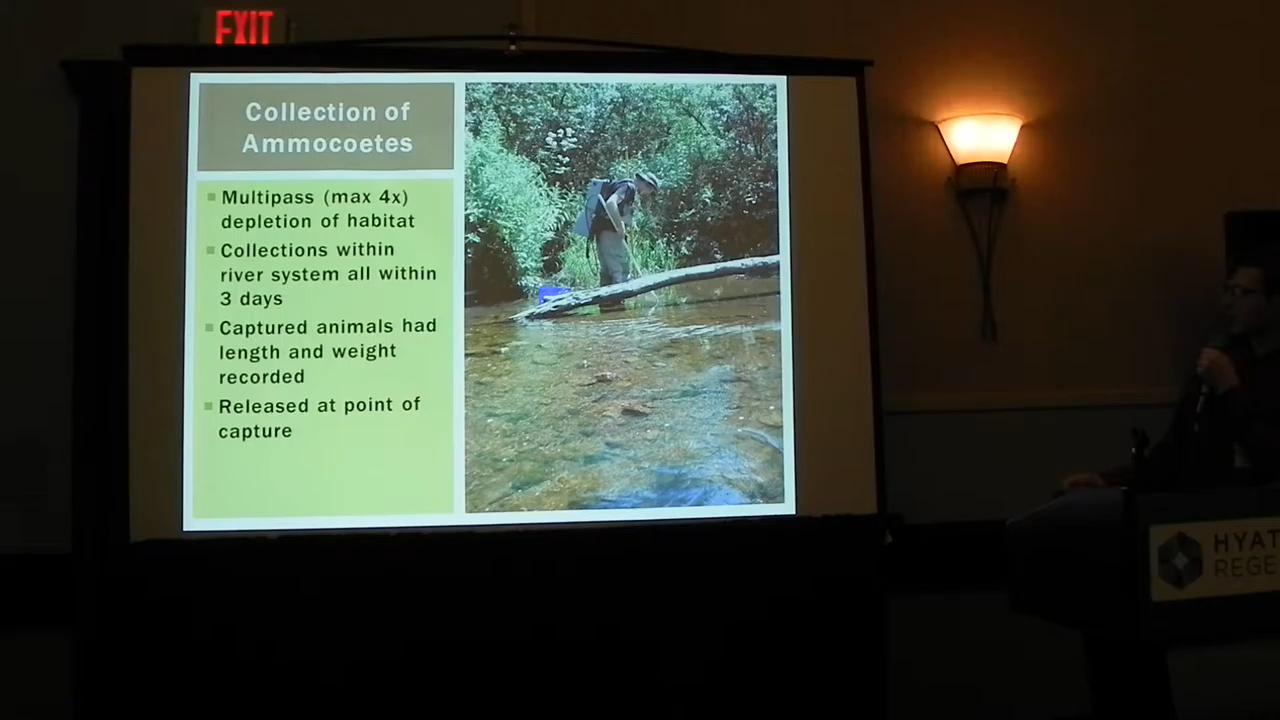 EXIT
Collection of
Ammocoetes
Multipass (max 4x)
depletion of habitat
Collections within
river system all within
3 days
Captured animals had
length and weight
recorded
Released at point of
capture
HYAT
REGE